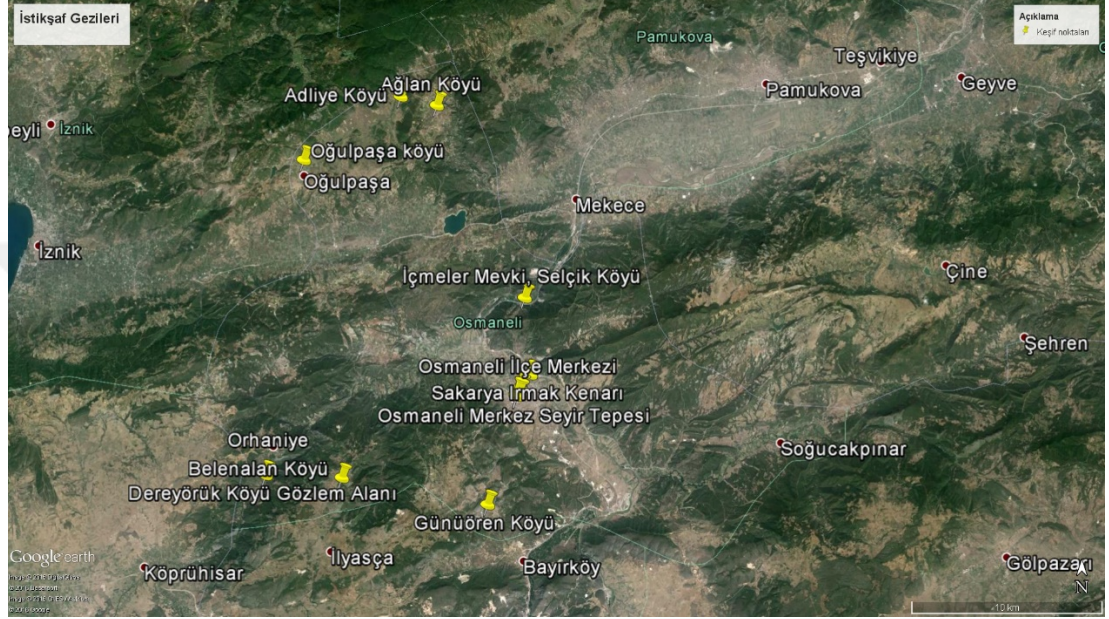 İstikşaf Gezileri
Açıklama
Keşif noktaları
Pamukova
Teşvikiye
Ağlan Köyü
Adliye Köyü
Pamukova
Geyve
İznik
Oğulpaşa köyü
Oğulpaşa
Mekece
İznik
İçmeler Mevki, Selçik Köyü
Çine
Osmaneli
Şehren
Osmaneli İlçe Merkezi
Sakarya Irmak Kenarı
Osmaneli Merkez Seyir Tepesi
Orhaniye
Soğucakpınar
Belenalan Köyü
Dereyörük Köyü Gözlem Alanı
Günüören Köyü
Google earth
İlyasça
Bayırköy
Gölpazarı
Köprühisar
N
10 km